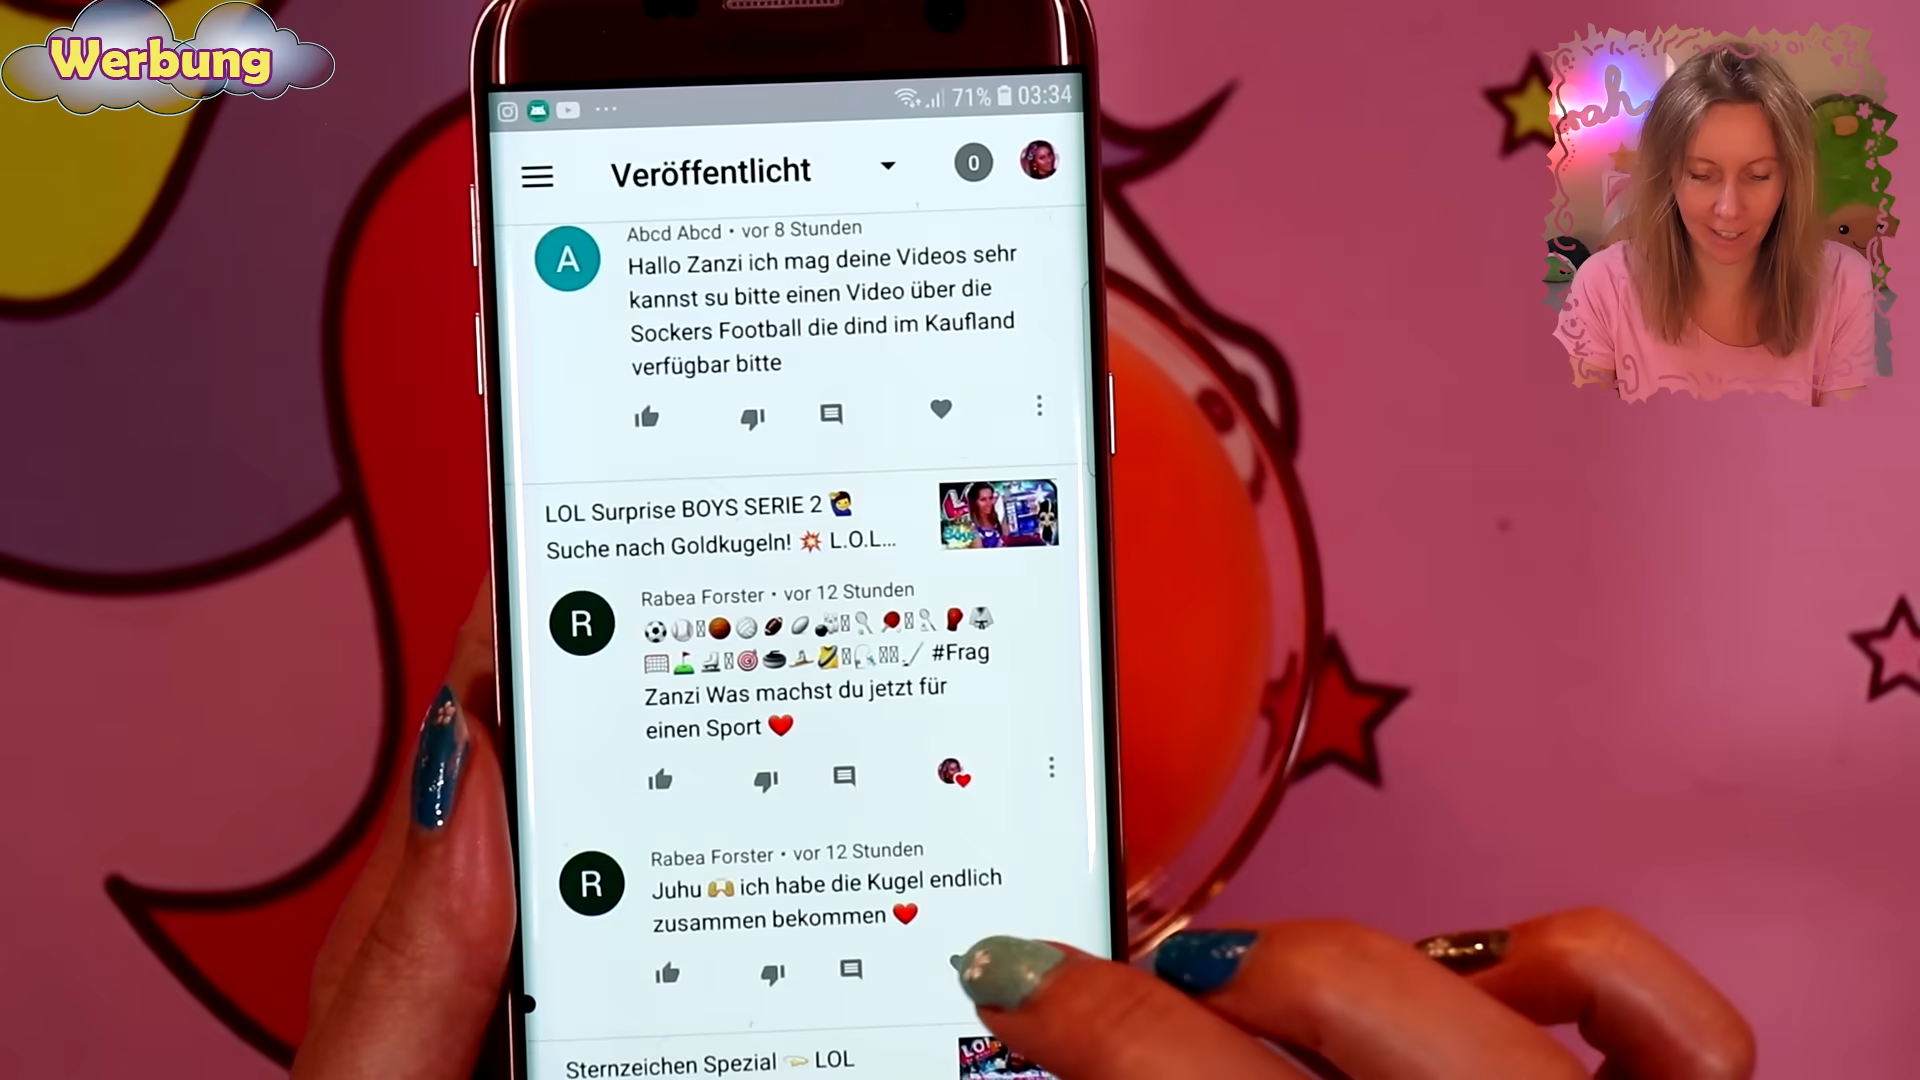 Werbung
71% 03:34
Veröffentlicht
0
A
Abcd Abcd • vor 8 Stunden
Hallo Zanzi ich mag deine Videos sehr
kannst su bitte einen Video über die
Sockers Football die dind im Kaufland
verfügbar bitte
LOL Surprise BOYS SERIE 2 🙋
Suche nach Goldkugeln! 💥 L.O.L...
R
Rabea Forster • vor 12 Stunden
#Frag
Zanzi Was machst du jetzt für
einen Sport ❤️
R
Rabea Forster • vor 12 Stunden
Juhu 🙌 ich habe die Kugel endlich
zusammen bekommen ❤️
Sternzeichen Spezial LOL